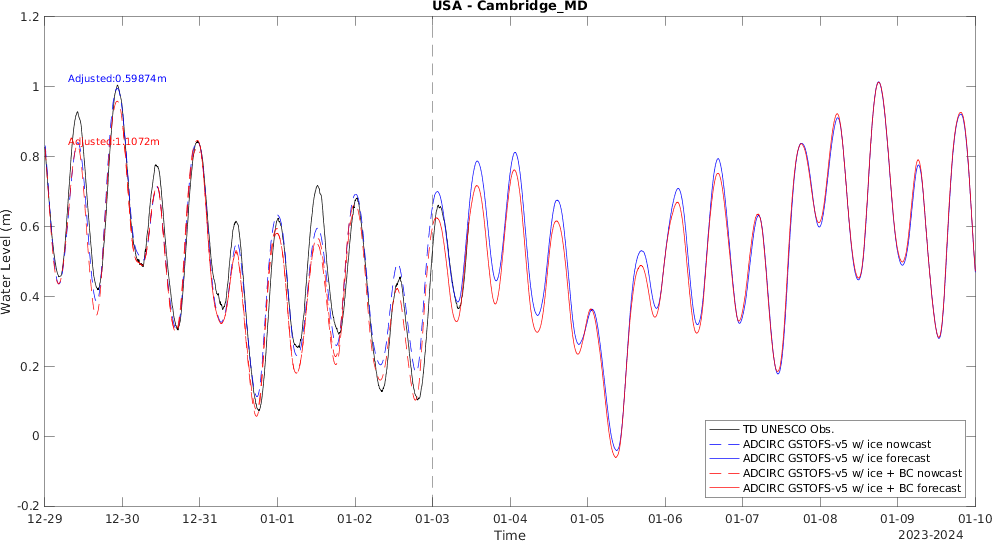 USA - Cambridge_MD
1.2
1
0.8
0.6
0.4
0.2
0
-0.2
Water Level (m)
Adjusted:0.59874m
Adjusted:1.1072m
TD UNESCO Obs.
ADCIRC GSTOFS-v5 w/ ice nowcast
ADCIRC GSTOFS-v5 w/ ice forecast
ADCIRC GSTOFS-v5 w/ ice + BC nowcast
ADCIRC GSTOFS-v5 w/ ice + BC forecast
12-29 12-30 12-31 01-01 01-02 01-03 01-04 01-05 01-06 01-07 01-08 01-09 01-10
Time
2023-2024